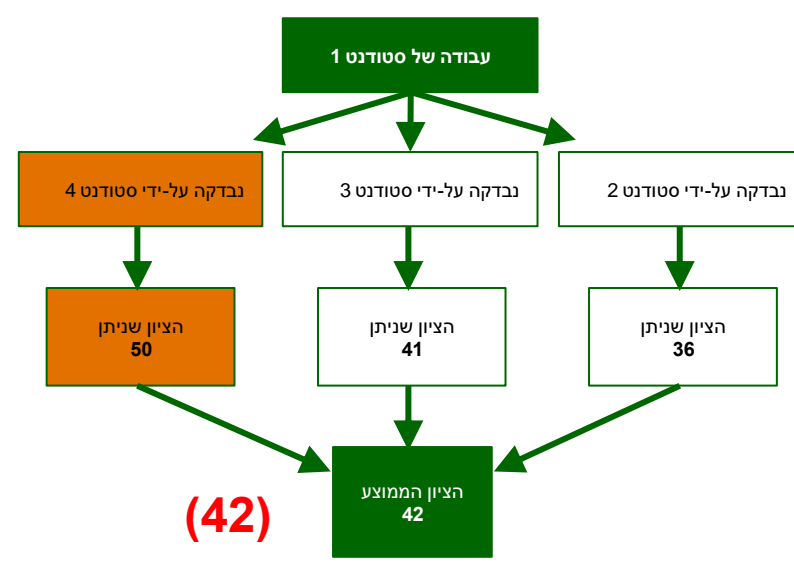 עבודה של סטודנט 1
נבדקה על-ידי סטודנט 2
נבדקה על-ידי סטודנט 3
נבדקה על-ידי סטודנט 4
הציון שניתן
36
הציון שניתן
41
הציון שניתן
50
הציון הממוצע
42
(42)